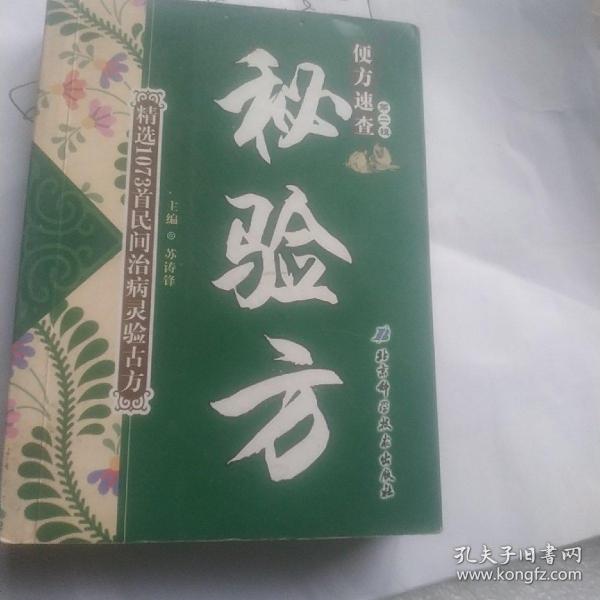 便方速查
第二版
秘验方
主编◎苏涛锋
精选1073首民间治病灵验古方
北京科学技术出版社
孔夫子旧书网
www.kongfz.com